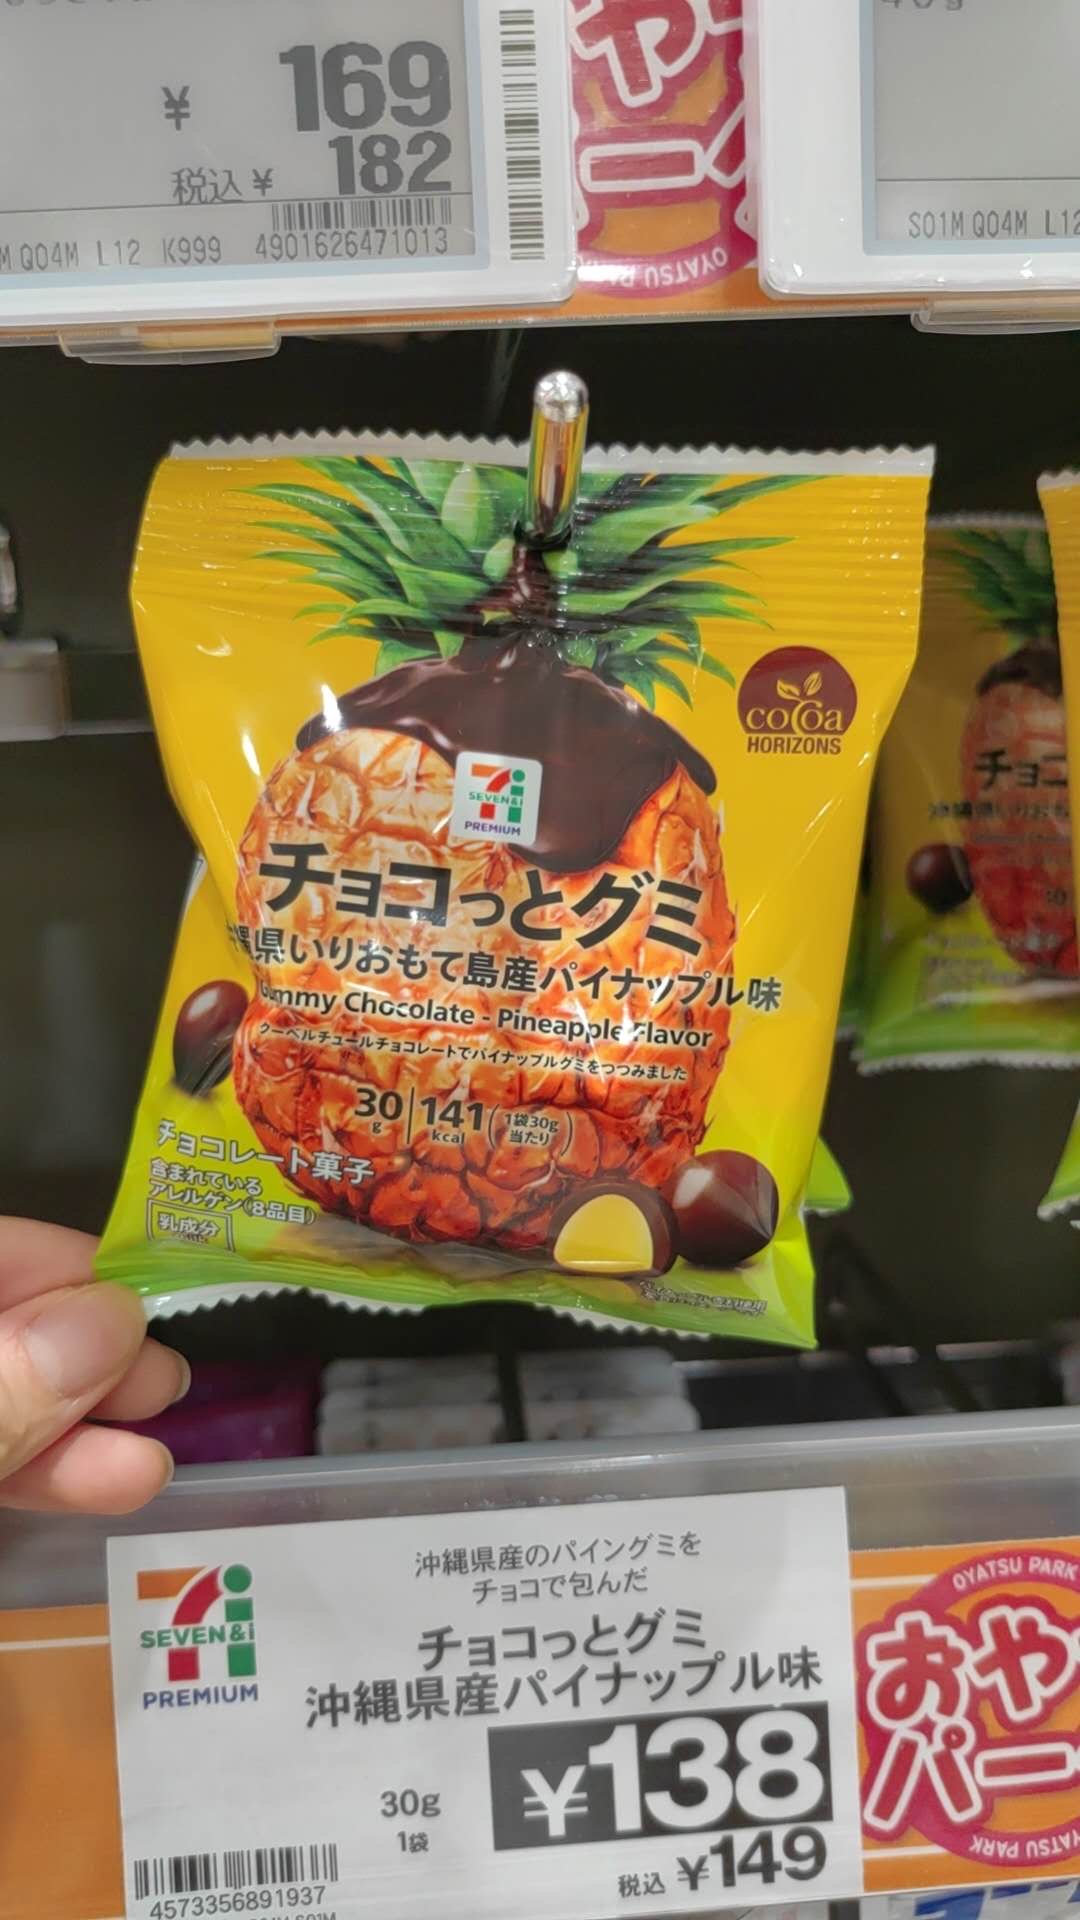 ¥ 169
税込 ¥ 182
M Q04M L12 K999 4901626471013
OYATSU PA
S01M Q04M L12
cocoa
HORIZONS
SEVEN&i
PREMIUM
チョコっとグミ
沖縄県いりおもて島産パイナップル味
Gummy Chocolate - Pineapple Flavor
クーベルチュールチョコレートでパイナップルグミをつつみました
30g 141kcal (1袋30g当たり)
チョコレート菓子
含まれている
アレルゲン(8品目)
乳成分
チョコ
SEVEN&i
PREMIUM
沖縄県産のパイングミを
チョコで包んだ
チョコっとグミ
沖縄県産パイナップル味
¥138
30g
1袋
税込 ¥149
4573356891937
OYATSU PARK
おや
パー
OYATSU PARK